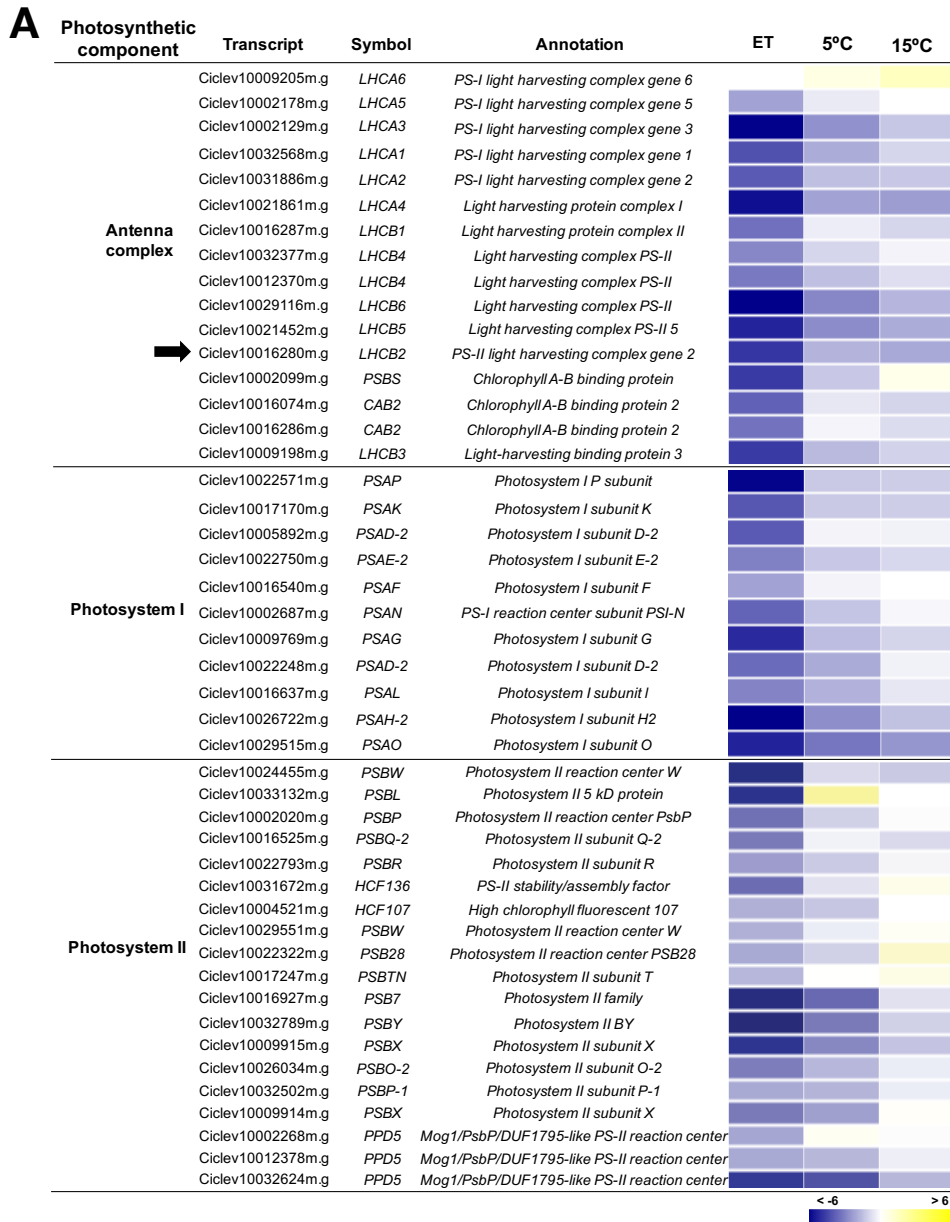 A
Photosynthetic component Transcript Symbol Annotation ET 5ºC 15ºC
Ciclev10009205m.g LHCA6 PS-I light harvesting complex gene 6
Ciclev10002178m.g LHCA5 PS-I light harvesting complex gene 5
Ciclev10002129m.g LHCA3 PS-I light harvesting complex gene 3
Ciclev10032568m.g LHCA1 PS-I light harvesting complex gene 1
Ciclev10031886m.g LHCA2 PS-I light harvesting complex gene 2
Ciclev10021861m.g LHCA4 Light harvesting protein complex I
Antenna complex
Ciclev10016287m.g LHCB1 Light harvesting protein complex II
Ciclev10032377m.g LHCB4 Light harvesting complex PS-II
Ciclev10012370m.g LHCB4 Light harvesting complex PS-II
Ciclev10029116m.g LHCB6 Light harvesting complex PS-II
Ciclev10021452m.g LHCB5 Light harvesting complex PS-II 5
Ciclev10016280m.g LHCB2 PS-II light harvesting complex gene 2
Ciclev10002099m.g PSBS Chlorophyll A-B binding protein
Ciclev10016074m.g CAB2 Chlorophyll A-B binding protein 2
Ciclev10016286m.g CAB2 Chlorophyll A-B binding protein 2
Ciclev10009198m.g LHCB3 Light-harvesting binding protein 3
Ciclev10022571m.g PSAP Photosystem I P subunit
Ciclev10017170m.g PSAK Photosystem I subunit K
Ciclev10005892m.g PSAD-2 Photosystem I subunit D-2
Ciclev10022750m.g PSAE-2 Photosystem I subunit E-2
Ciclev10016540m.g PSAF Photosystem I subunit F
Photosystem I Ciclev10002687m.g PSAN PS-I reaction center subunit PSI-N
Ciclev10009769m.g PSAG Photosystem I subunit G
Ciclev10022248m.g PSAD-2 Photosystem I subunit D-2
Ciclev10016637m.g PSAL Photosystem I subunit l
Ciclev10026722m.g PSAH-2 Photosystem I subunit H2
Ciclev10029515m.g PSAO Photosystem I subunit O
Ciclev10024455m.g PSBW Photosystem II reaction center W
Ciclev10033132m.g PSBL Photosystem II 5 kD protein
Ciclev10002020m.g PSBP Photosystem II reaction center PsbP
Ciclev10016525m.g PSBQ-2 Photosystem II subunit Q-2
Ciclev10022793m.g PSBR Photosystem II subunit R
Ciclev10031672m.g HCF136 PS-II stability/assembly factor
Ciclev10004521m.g HCF107 High chlorophyll fluorescent 107
Ciclev10029551m.g PSBW Photosystem II reaction center W
Photosystem II Ciclev10022322m.g PSB28 Photosystem II reaction center PSB28
Ciclev10017247m.g PSBTN Photosystem II subunit T
Ciclev10016927m.g PSB7 Photosystem II family
Ciclev10032789m.g PSBY Photosystem II BY
Ciclev10009915m.g PSBX Photosystem II subunit X
Ciclev10026034m.g PSBO-2 Photosystem II subunit O-2
Ciclev10032502m.g PSBP-1 Photosystem II subunit P-1
Ciclev10009914m.g PSBX Photosystem II subunit X
Ciclev10002268m.g PPD5 Mog1/PsbP/DUF1795-like PS-II reaction center
Ciclev10012378m.g PPD5 Mog1/PsbP/DUF1795-like PS-II reaction center
Ciclev10032624m.g PPD5 Mog1/PsbP/DUF1795-like PS-II reaction center
< -6 > 6